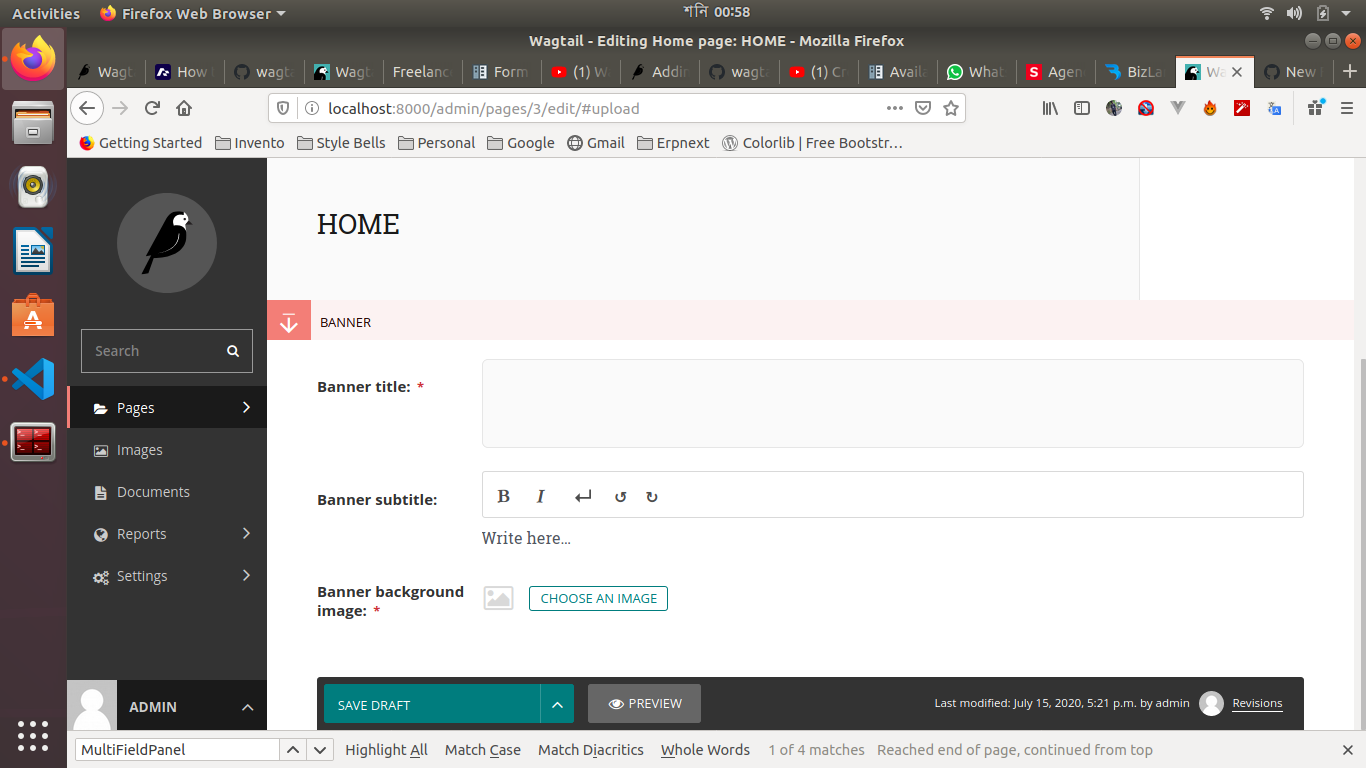 Activities Firefox Web Browser শনি 00:58
Wagtail - Editing Home page: HOME - Mozilla Firefox
Wagt How wagt Wagt Freelanc Form (1) W Addin wagt (1) Cr Availa What Agen BizLa Wa New
localhost:8000/admin/pages/3/edit/#upload
Getting Started Invento Style Bells Personal Google Gmail Erpnext Colorlib | Free Bootstr…
HOME
BANNER
Search
Banner title: *
Pages
Images
Banner subtitle: B I
Documents
Write here…
Reports
Settings
Banner background
image: *
CHOOSE AN IMAGE
ADMIN
SAVE DRAFT PREVIEW Last modified: July 15, 2020, 5:21 p.m. by admin Revisions
MultiFieldPanel Highlight All Match Case Match Diacritics Whole Words 1 of 4 matches Reached end of page, continued from top